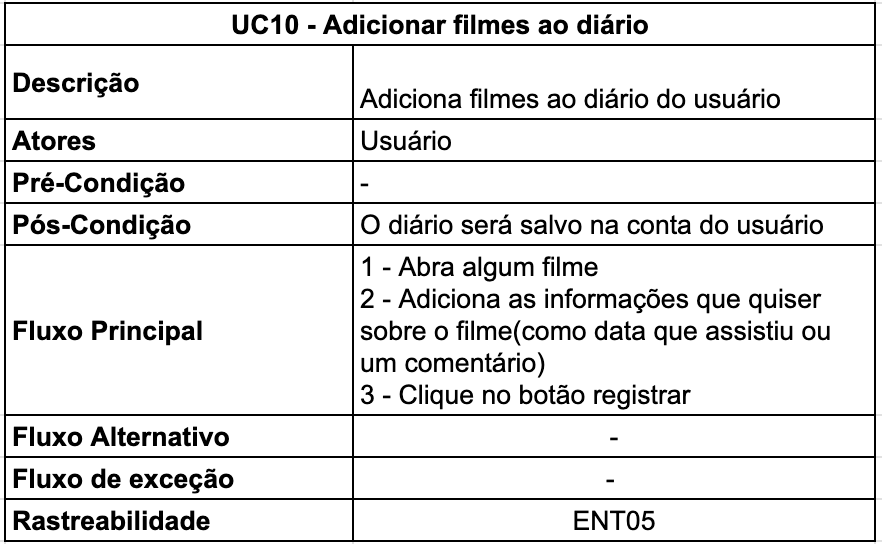 UC10 - Adicionar filmes ao diário
Descrição
Adiciona filmes ao diário do usuário
Atores
Usuário
Pré-Condição
-
Pós-Condição
O diário será salvo na conta do usuário
Fluxo Principal
1 - Abra algum filme
2 - Adiciona as informações que quiser
sobre o filme(como data que assistiu ou
um comentário)
3 - Clique no botão registrar
Fluxo Alternativo
-
Fluxo de exceção
-
Rastreabilidade
ENT05